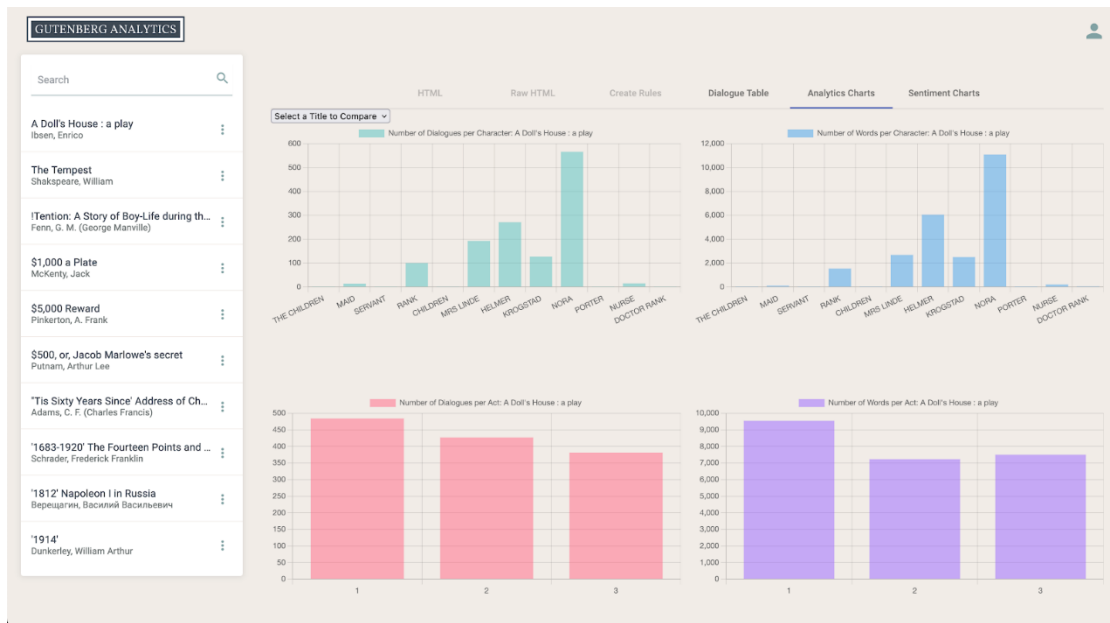 GUTENBERG ANALYTICS
Search
A Doll's House : a play
Ibsen, Enrico
The Tempest
Shakspeare, William
!Tention: A Story of Boy-Life during th...
Fenn, G. M. (George Manville)
$1,000 a Plate
McKenty, Jack
$5,000 Reward
Pinkerton, A. Frank
$500, or, Jacob Marlowe's secret
Putnam, Arthur Lee
"Tis Sixty Years Since' Address of Ch...
Adams, C. F. (Charles Francis)
'1683-1920' The Fourteen Points and ...
Schrader, Frederick Franklin
'1812' Napoleon I in Russia
Верещагин, Василий Васильевич
'1914'
Dunkerley, William Arthur
HTML Raw HTML Create Rules Dialogue Table Analytics Charts Sentiment Charts
Select a Title to Compare
Number of Dialogues per Character: A Doll's House : a play
600
500
400
300
200
100
0
THE CHILDREN MAID SERVANT RANK CHILDREN MRS LINDE HELMER KROGSTAD NORA PORTER NURSE DOCTOR RANK
Number of Words per Character: A Doll's House : a play
12,000
10,000
8,000
6,000
4,000
2,000
0
THE CHILDREN MAID SERVANT RANK CHILDREN MRS LINDE HELMER KROGSTAD NORA PORTER NURSE DOCTOR RANK
Number of Dialogues per Act: A Doll's House : a play
500
450
400
350
300
250
200
150
100
50
0
1 2 3
Number of Words per Act: A Doll's House : a play
10,000
9,000
8,000
7,000
6,000
5,000
4,000
3,000
2,000
1,000
0
1 2 3